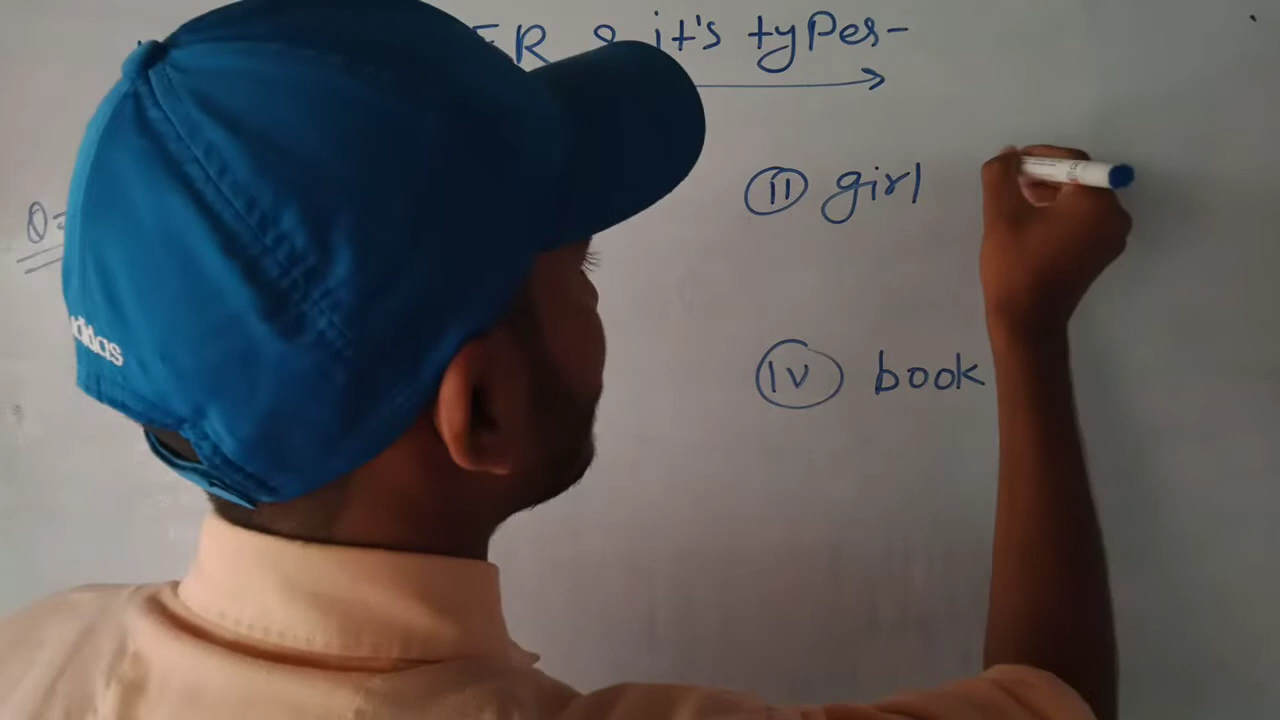 ER & it's types-
Q=
(ii) girl
(iv) book
adidas